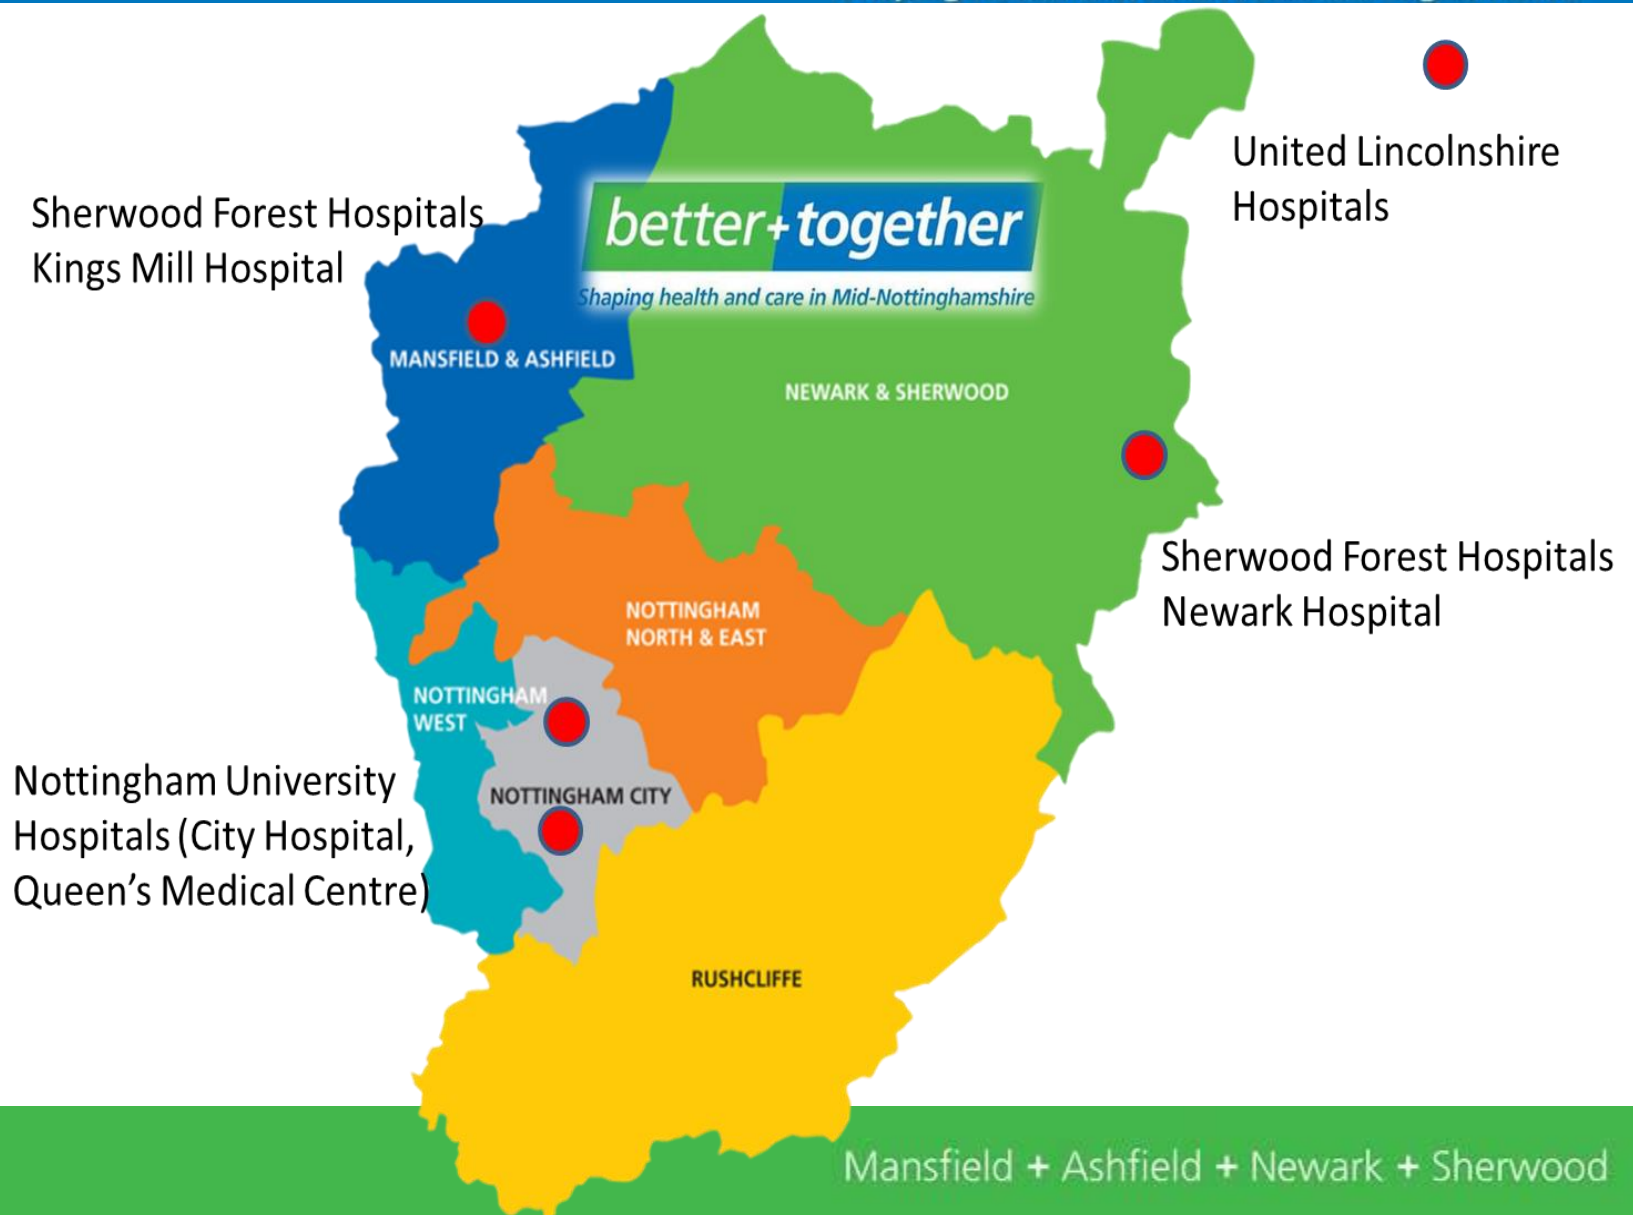 United Lincolnshire
Hospitals
Sherwood Forest Hospitals
Kings Mill Hospital
better+together
Shaping health and care in Mid-Nottinghamshire
MANSFIELD & ASHFIELD
NEWARK & SHERWOOD
Sherwood Forest Hospitals
Newark Hospital
NOTTINGHAM
NORTH & EAST
NOTTINGHAM
WEST
Nottingham University
Hospitals (City Hospital,
Queen’s Medical Centre)
NOTTINGHAM CITY
RUSHCLIFFE
Mansfield + Ashfield + Newark + Sherwood